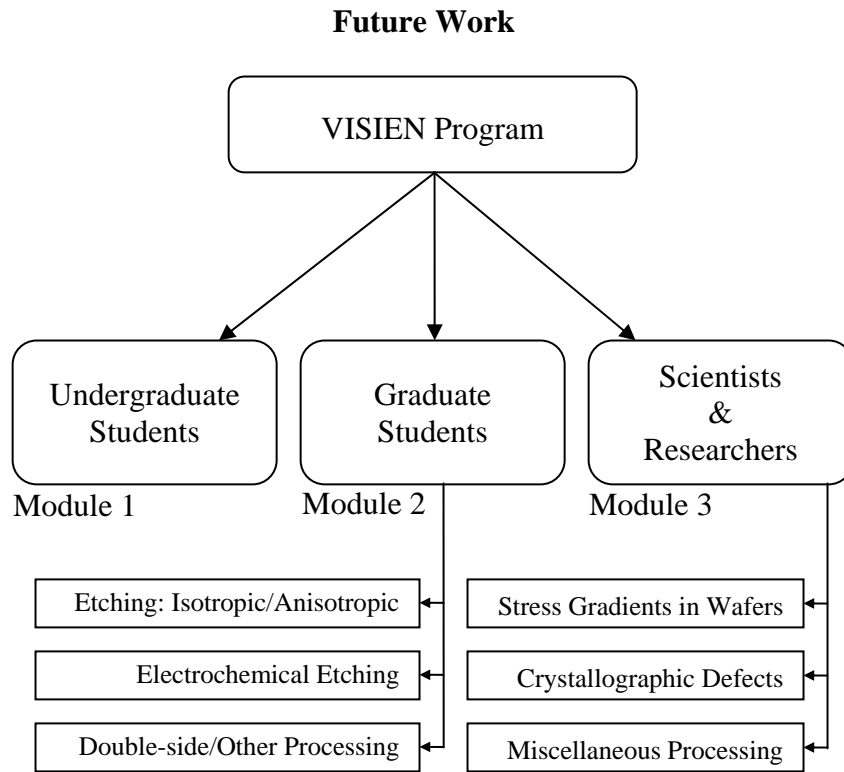 Future Work
VISIEN Program
Undergraduate
Students
Graduate
Students
Scientists
&
Researchers
Module 1
Module 2
Module 3
Etching: Isotropic/Anisotropic
Electrochemical Etching
Double-side/Other Processing
Stress Gradients in Wafers
Crystallographic Defects
Miscellaneous Processing